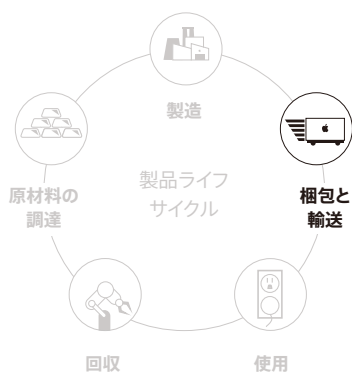 製造
原材料の
調達
製品ライフ
サイクル
梱包と
輸送
回収
使用